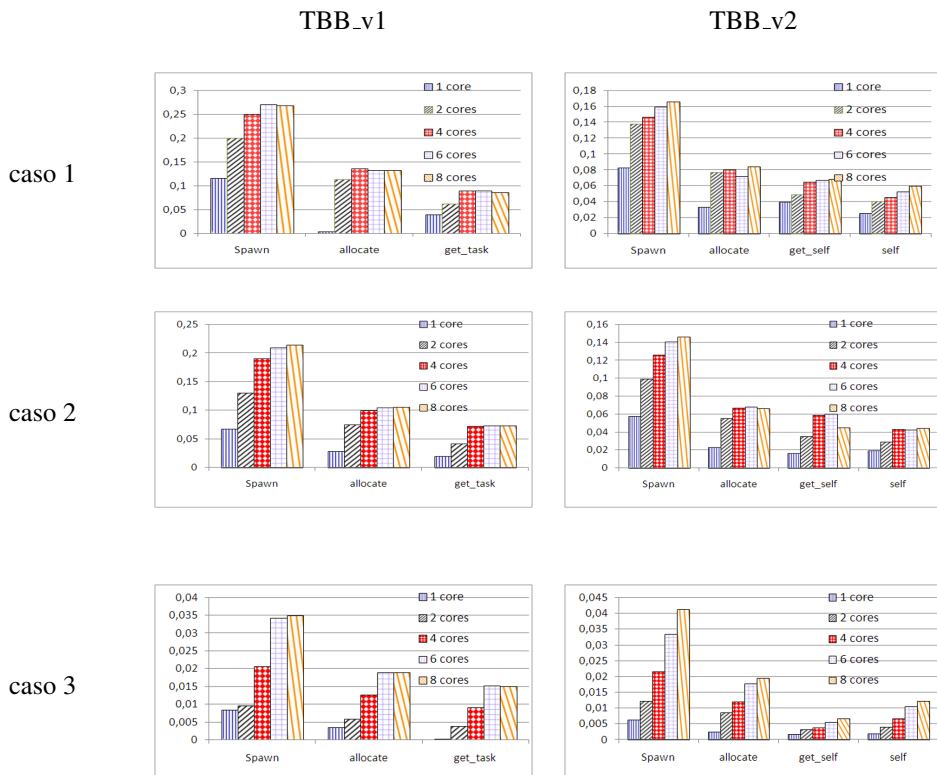 TBB_v1
TBB_v2
caso 1
0,3
0,25
0,2
0,15
0,1
0,05
0
1 core
2 cores
4 cores
6 cores
8 cores
Spawn allocate get_task
0,18
0,16
0,14
0,12
0,1
0,08
0,06
0,04
0,02
0
1 core
2 cores
4 cores
6 cores
8 cores
Spawn allocate get_self self
caso 2
0,25
0,2
0,15
0,1
0,05
0
1 core
2 cores
4 cores
6 cores
8 cores
Spawn allocate get_task
0,16
0,14
0,12
0,1
0,08
0,06
0,04
0,02
0
1 core
2 cores
4 cores
6 cores
8 cores
Spawn allocate get_self self
caso 3
0,04
0,035
0,03
0,025
0,02
0,015
0,01
0,005
0
1 core
2 cores
4 cores
6 cores
8 cores
Spawn allocate get_task
0,045
0,04
0,035
0,03
0,025
0,02
0,015
0,01
0,005
0
1 core
2 cores
4 cores
6 cores
8 cores
Spawn allocate get_self self